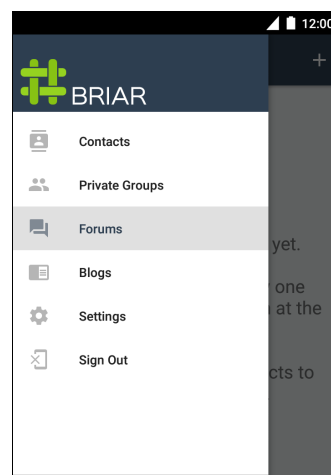 12:00
BRIAR
+
Contacts
Private Groups
Forums
yet.
Blogs
one
at the
Settings
Sign Out
cts to